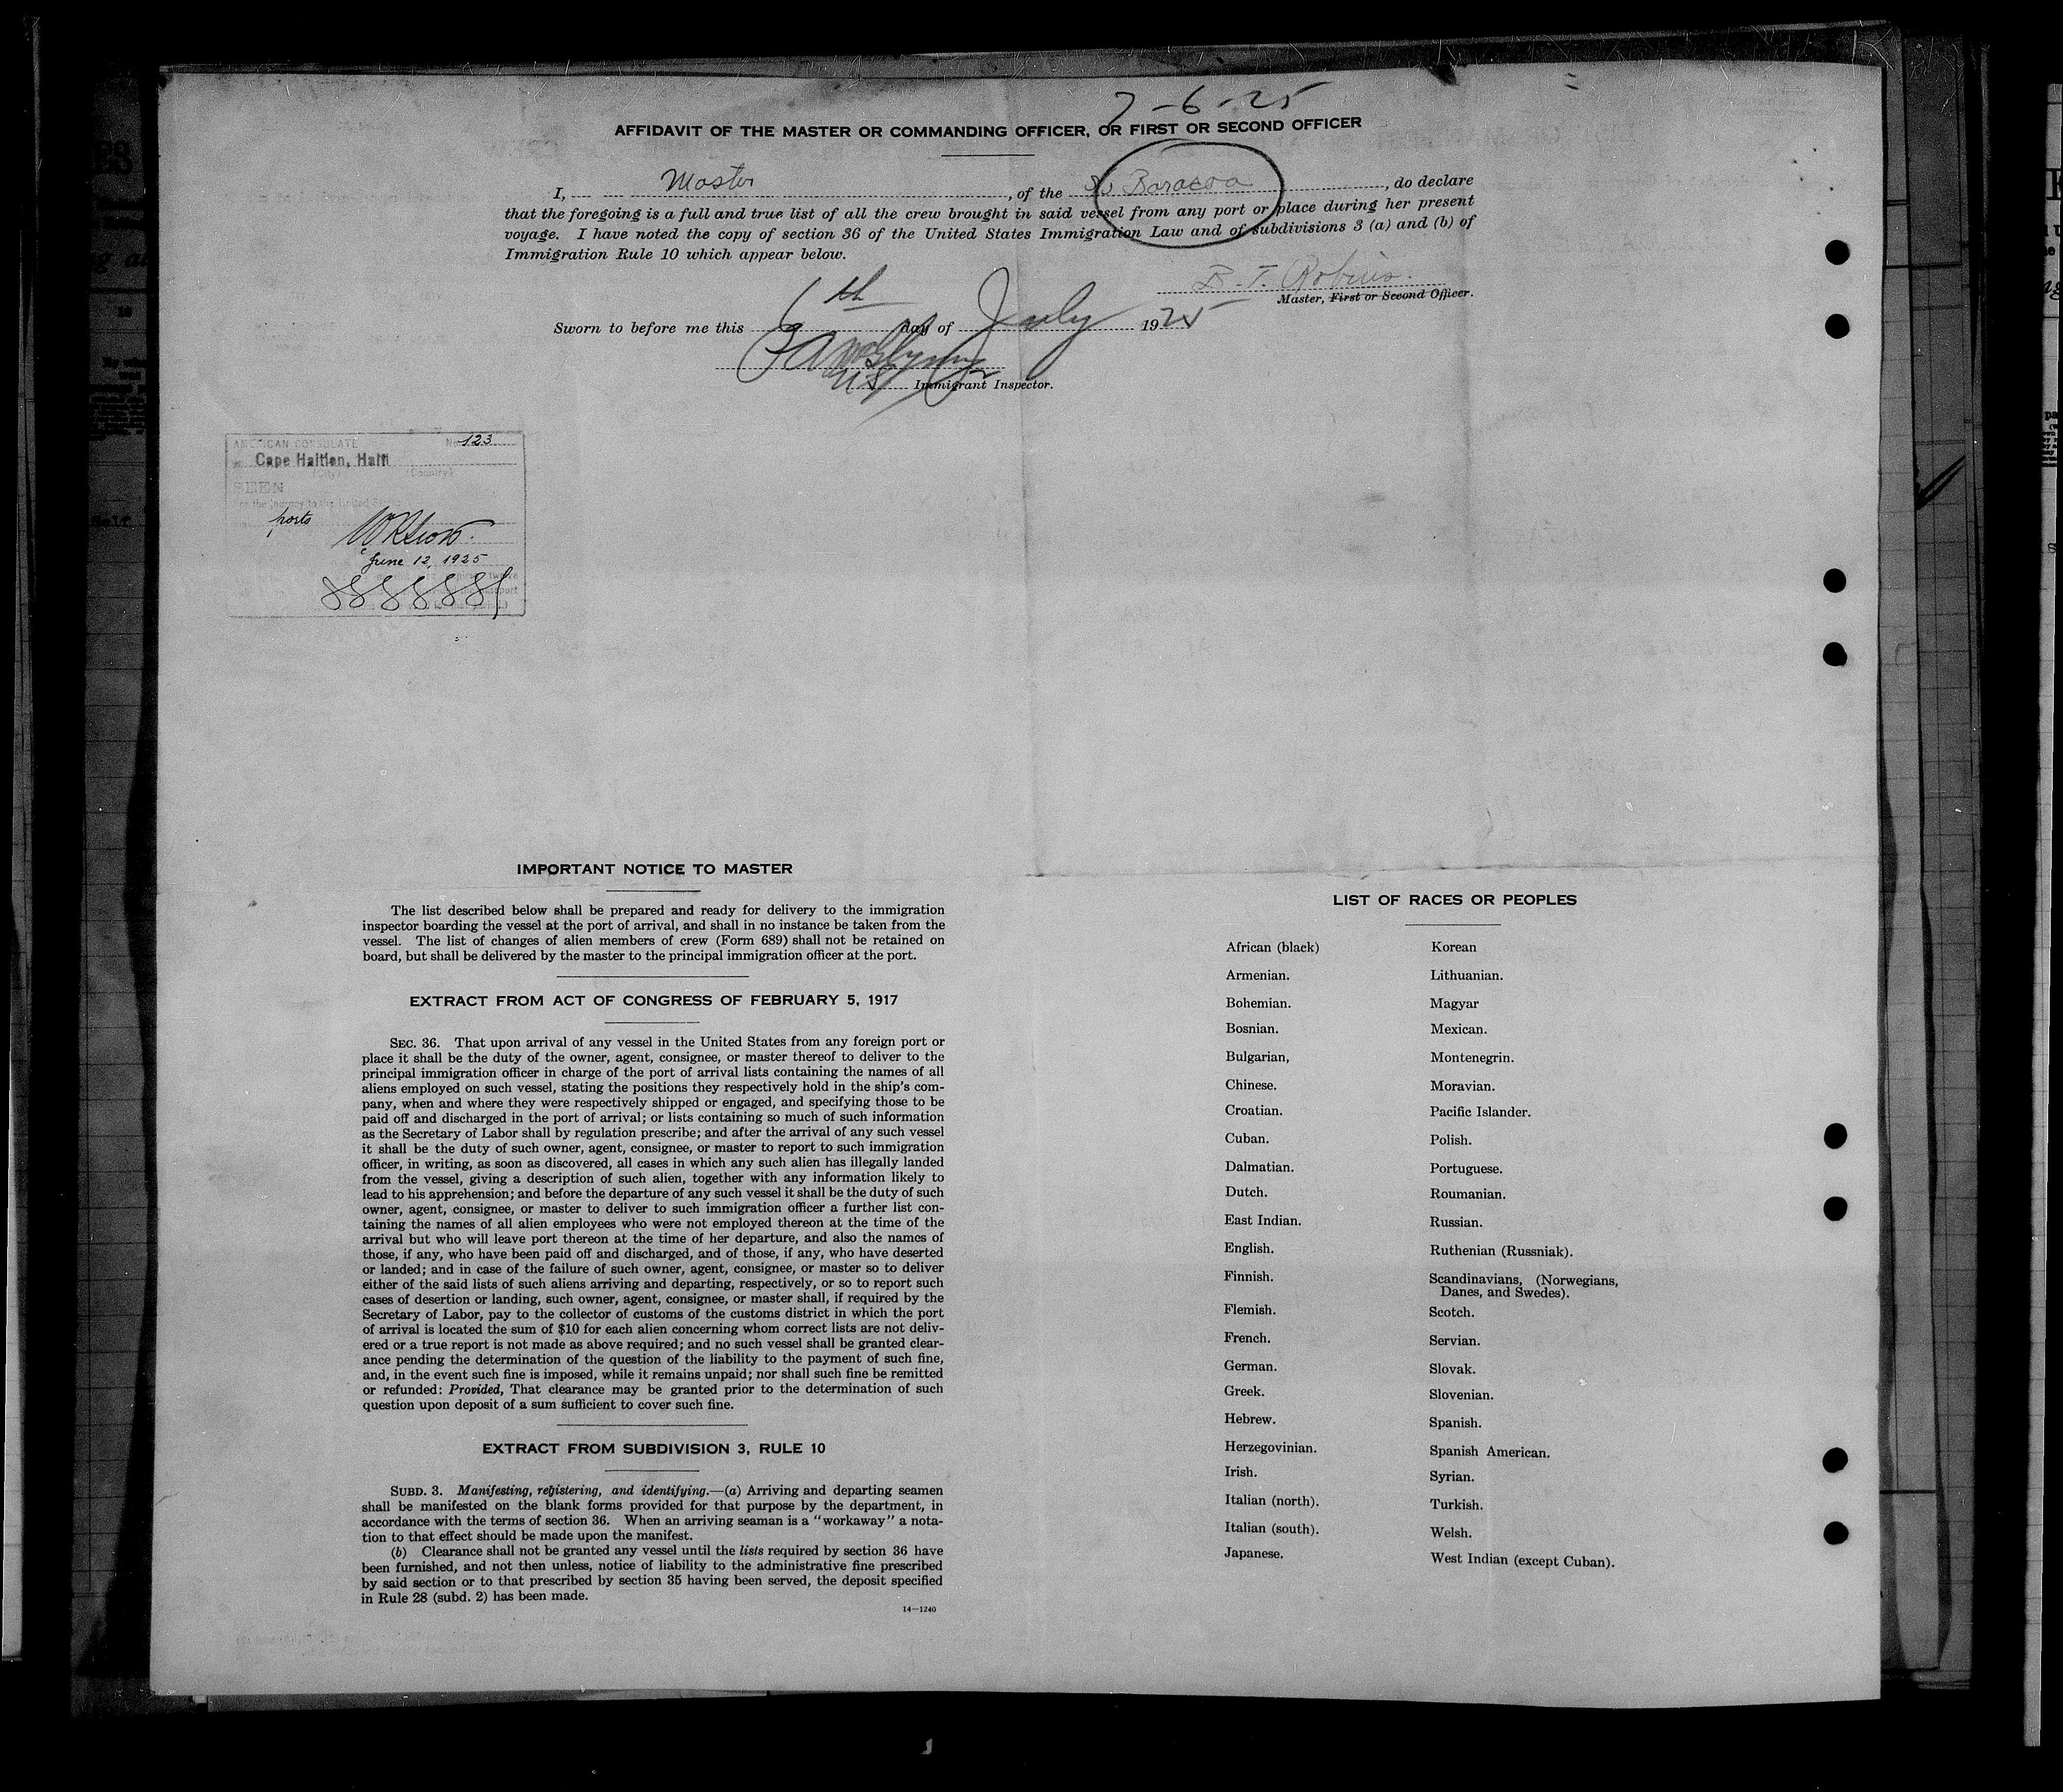 7-6-25
AFFIDAVIT OF THE MASTER OR COMMANDING OFFICER, OR FIRST OR SECOND OFFICER
I, Master, of the SS Baracoa, do declare
that the foregoing is a full and true list of all the crew brought in said vessel from any port or place during her present
voyage. I have noted the copy of section 36 of the United States Immigration Law and of subdivisions 3 (a) and (b) of
Immigration Rule 10 which appear below.
B. T. Robins.
Master, First or Second Officer.
Sworn to before me this 6th day of July 1925
Immigrant Inspector.
AMERICAN CONSULATE No. 123
Cape Haitien, Haiti
(City) (Country)
SEEN
For the journey to the United States
ports
June 12, 1925
IMPORTANT NOTICE TO MASTER
The list described below shall be prepared and ready for delivery to the immigration
inspector boarding the vessel at the port of arrival, and shall in no instance be taken from the
vessel. The list of changes of alien members of crew (Form 689) shall not be retained on
board, but shall be delivered by the master to the principal immigration officer at the port.
EXTRACT FROM ACT OF CONGRESS OF FEBRUARY 5, 1917
SEC. 36. That upon arrival of any vessel in the United States from any foreign port or
place it shall be the duty of the owner, agent, consignee, or master thereof to deliver to the
principal immigration officer in charge of the port of arrival lists containing the names of all
aliens employed on such vessel, stating the positions they respectively hold in the ship's com-
pany, when and where they were respectively shipped or engaged, and specifying those to be
paid off and discharged in the port of arrival; or lists containing so much of such information
as the Secretary of Labor shall by regulation prescribe; and after the arrival of any such vessel
it shall be the duty of such owner, agent, consignee, or master to report to such immigration
officer, in writing, as soon as discovered, all cases in which any such alien has illegally landed
from the vessel, giving a description of such alien, together with any information likely to
lead to his apprehension; and before the departure of any such vessel it shall be the duty of such
owner, agent, consignee, or master to deliver to such immigration officer a further list con-
taining the names of all alien employees who were not employed thereon at the time of the
arrival but who will leave port thereon at the time of her departure, and also the names of
those, if any, who have been paid off and discharged, and of those, if any, who have deserted
or landed; and in case of the failure of such owner, agent, consignee, or master so to deliver
either of the said lists of such aliens arriving and departing, respectively, or so to report such
cases of desertion or landing, such owner, agent, consignee, or master shall, if required by the
Secretary of Labor, pay to the collector of customs of the customs district in which the port
of arrival is located the sum of $10 for each alien concerning whom correct lists are not deliv-
ered or a true report is not made as above required; and no such vessel shall be granted clear-
ance pending the determination of the question of the liability to the payment of such fine,
and, in the event such fine is imposed, while it remains unpaid; nor shall such fine be remitted
or refunded: Provided, That clearance may be granted prior to the determination of such
question upon deposit of a sum sufficient to cover such fine.
EXTRACT FROM SUBDIVISION 3, RULE 10
SUBD. 3. Manifesting, registering, and identifying.—(a) Arriving and departing seamen
shall be manifested on the blank forms provided for that purpose by the department, in
accordance with the terms of section 36. When an arriving seaman is a "workaway" a nota-
tion to that effect should be made upon the manifest.
(b) Clearance shall not be granted any vessel until the lists required by section 36 have
been furnished, and not then unless, notice of liability to the administrative fine prescribed
by said section or to that prescribed by section 35 having been served, the deposit specified
in Rule 28 (subd. 2) has been made.
14—1240
LIST OF RACES OR PEOPLES
African (black)
Armenian.
Bohemian.
Bosnian.
Bulgarian,
Chinese.
Croatian.
Cuban.
Dalmatian.
Dutch.
East Indian.
English.
Finnish.
Flemish.
French.
German.
Greek.
Hebrew.
Herzegovinian.
Irish.
Italian (north).
Italian (south).
Japanese.
Korean
Lithuanian.
Magyar
Mexican.
Montenegrin.
Moravian.
Pacific Islander.
Polish.
Portuguese.
Roumanian.
Russian.
Ruthenian (Russniak).
Scandinavians, (Norwegians,
Danes, and Swedes).
Scotch.
Servian.
Slovak.
Slovenian.
Spanish.
Spanish American.
Syrian.
Turkish.
Welsh.
West Indian (except Cuban).